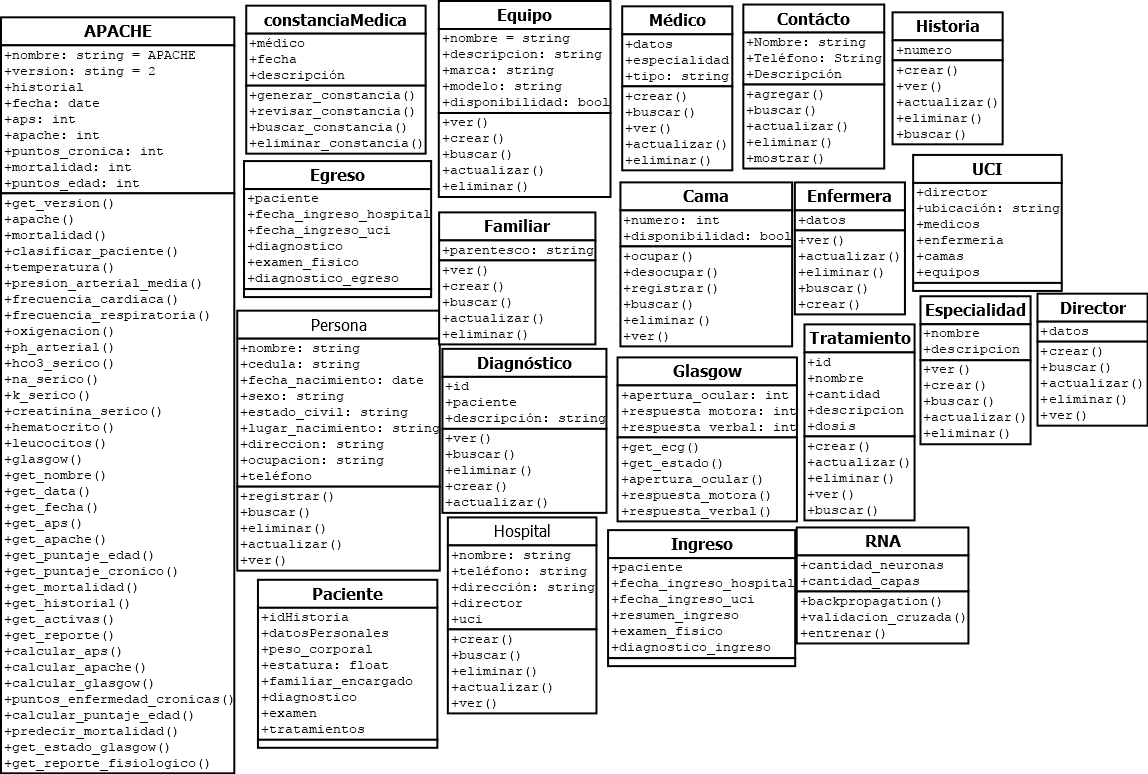 APACHE
+nombre: string = APACHE
+version: sting = 2
+historial
+fecha: date
+aps: int
+apache: int
+puntos_cronica: int
+mortalidad: int
+puntos_edad: int
+get_version()
+apache()
+mortalidad()
+clasificar_paciente()
+temperatura()
+presion_arterial_media()
+frecuencia_cardiaca()
+frecuencia_respiratoria()
+oxigenacion()
+ph_arterial()
+hco3_serico()
+na_serico()
+k_serico()
+creatinina_serico()
+hematocrito()
+leucocitos()
+glasgow()
+get_nombre()
+get_data()
+get_fecha()
+get_aps()
+get_apache()
+get_puntaje_edad()
+get_puntaje_cronico()
+get_mortalidad()
+get_historial()
+get_activas()
+get_reporte()
+calcular_aps()
+calcular_apache()
+calcular_glasgow()
+puntos_enfermedad_cronicas()
+calcular_puntaje_edad()
+predecir_mortalidad()
+get_estado_glasgow()
+get_reporte_fisiologico()
constanciaMedica
+médico
+fecha
+descripción
+generar_constancia()
+revisar_constancia()
+buscar_constancia()
+eliminar_constancia()
Egreso
+paciente
+fecha_ingreso_hospital
+fecha_ingreso_uci
+diagnostico
+examen_fisico
+diagnostico_egreso
Persona
+nombre: string
+cedula: string
+fecha_nacimiento: date
+sexo: string
+estado_civil: string
+lugar_nacimiento: string
+direccion: string
+ocupacion: string
+teléfono
+registrar()
+buscar()
+eliminar()
+actualizar()
+ver()
Paciente
+idHistoria
+datosPersonales
+peso_corporal
+estatura: float
+familiar_encargado
+diagnostico
+examen
+tratamientos
Equipo
+nombre = string
+descripcion: string
+marca: string
+modelo: string
+disponibilidad: bool
+ver()
+crear()
+buscar()
+actualizar()
+eliminar()
Familiar
+parentesco: string
+ver()
+crear()
+buscar()
+actualizar()
+eliminar()
Diagnóstico
+id
+paciente
+descripción: string
+ver()
+buscar()
+eliminar()
+crear()
+actualizar()
Hospital
+nombre: string
+teléfono: string
+dirección: string
+director
+uci
+crear()
+buscar()
+eliminar()
+actualizar()
+ver()
Médico
+datos
+especialidad
+tipo: string
+crear()
+buscar()
+ver()
+actualizar()
+eliminar()
Contácto
+Nombre: string
+Teléfono: String
+Descripción
+agregar()
+buscar()
+actualizar()
+eliminar()
+mostrar()
Historia
+numero
+crear()
+ver()
+actualizar()
+eliminar()
+buscar()
Cama
+numero: int
+disponibilidad: bool
+ocupar()
+desocupar()
+registrar()
+buscar()
+eliminar()
+ver()
Enfermera
+datos
+ver()
+actualizar()
+eliminar()
+buscar()
+crear()
UCI
+director
+ubicación: string
+medicos
+enfermeria
+camas
+equipos
Glasgow
+apertura_ocular: int
+respuesta motora: int
+respuesta verbal: int
+get_ecg()
+get_estado()
+apertura_ocular()
+respuesta_motora()
+respuesta_verbal()
Tratamiento
+id
+nombre
+cantidad
+descripcion
+dosis
+crear()
+actualizar()
+eliminar()
+ver()
+buscar()
Especialidad
+nombre
+descripcion
+ver()
+crear()
+buscar()
+actualizar()
+eliminar()
Director
+datos
+crear()
+buscar()
+actualizar()
+eliminar()
+ver()
Ingreso
+paciente
+fecha_ingreso_hospital
+fecha_ingreso_uci
+resumen_ingreso
+examen_fisico
+diagnostico_ingreso
RNA
+cantidad_neuronas
+cantidad_capas
+backpropagation()
+validacion_cruzada()
+entrenar()